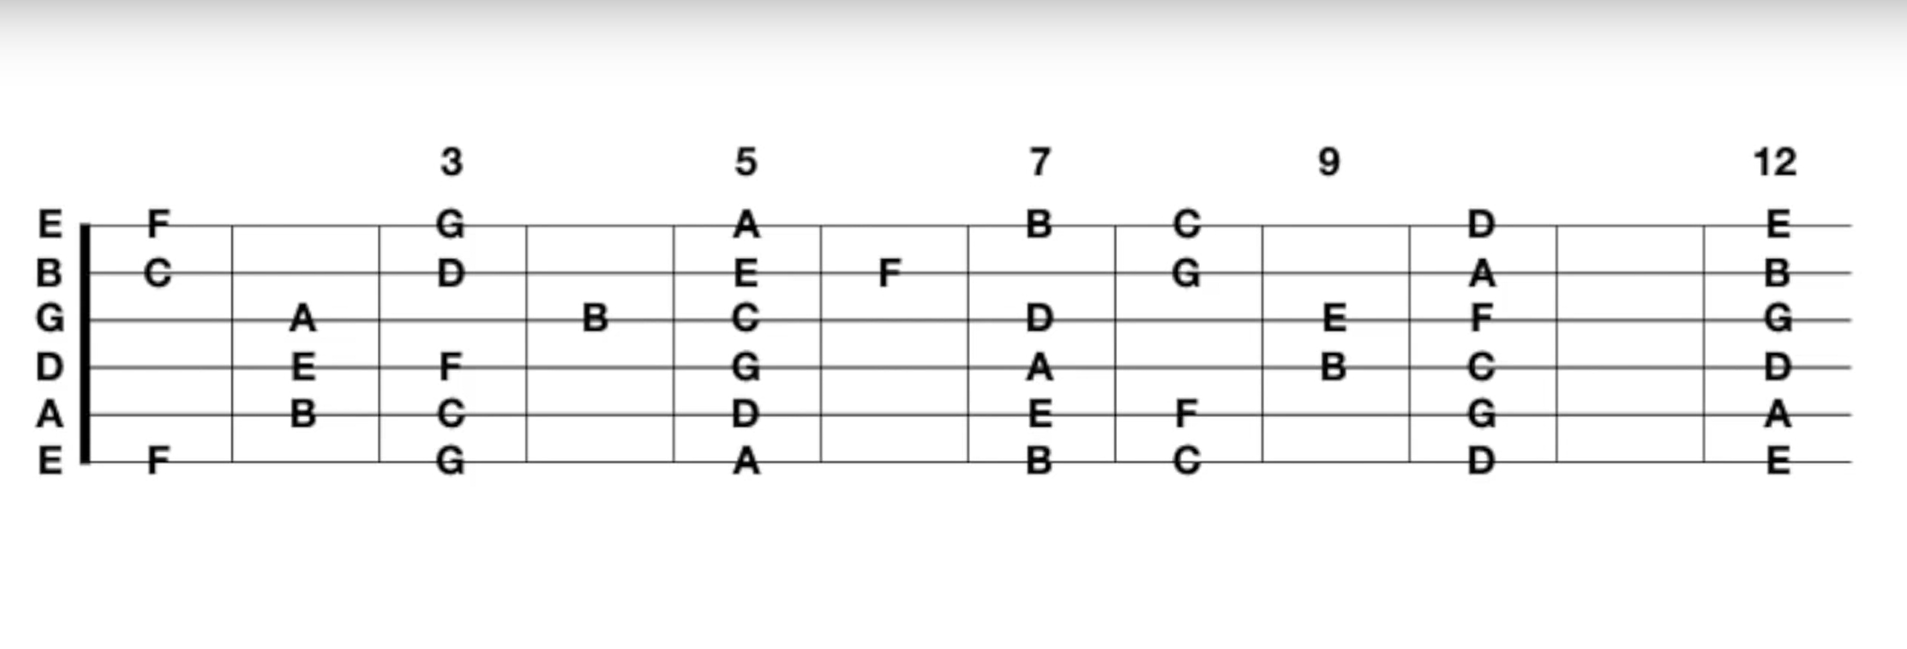 3 5 7 9 12
E F G A B C D E
B C D E F G A B
G A B C D E F G
D E F G A B C D
A B C D E F G A
E F G A B C D E